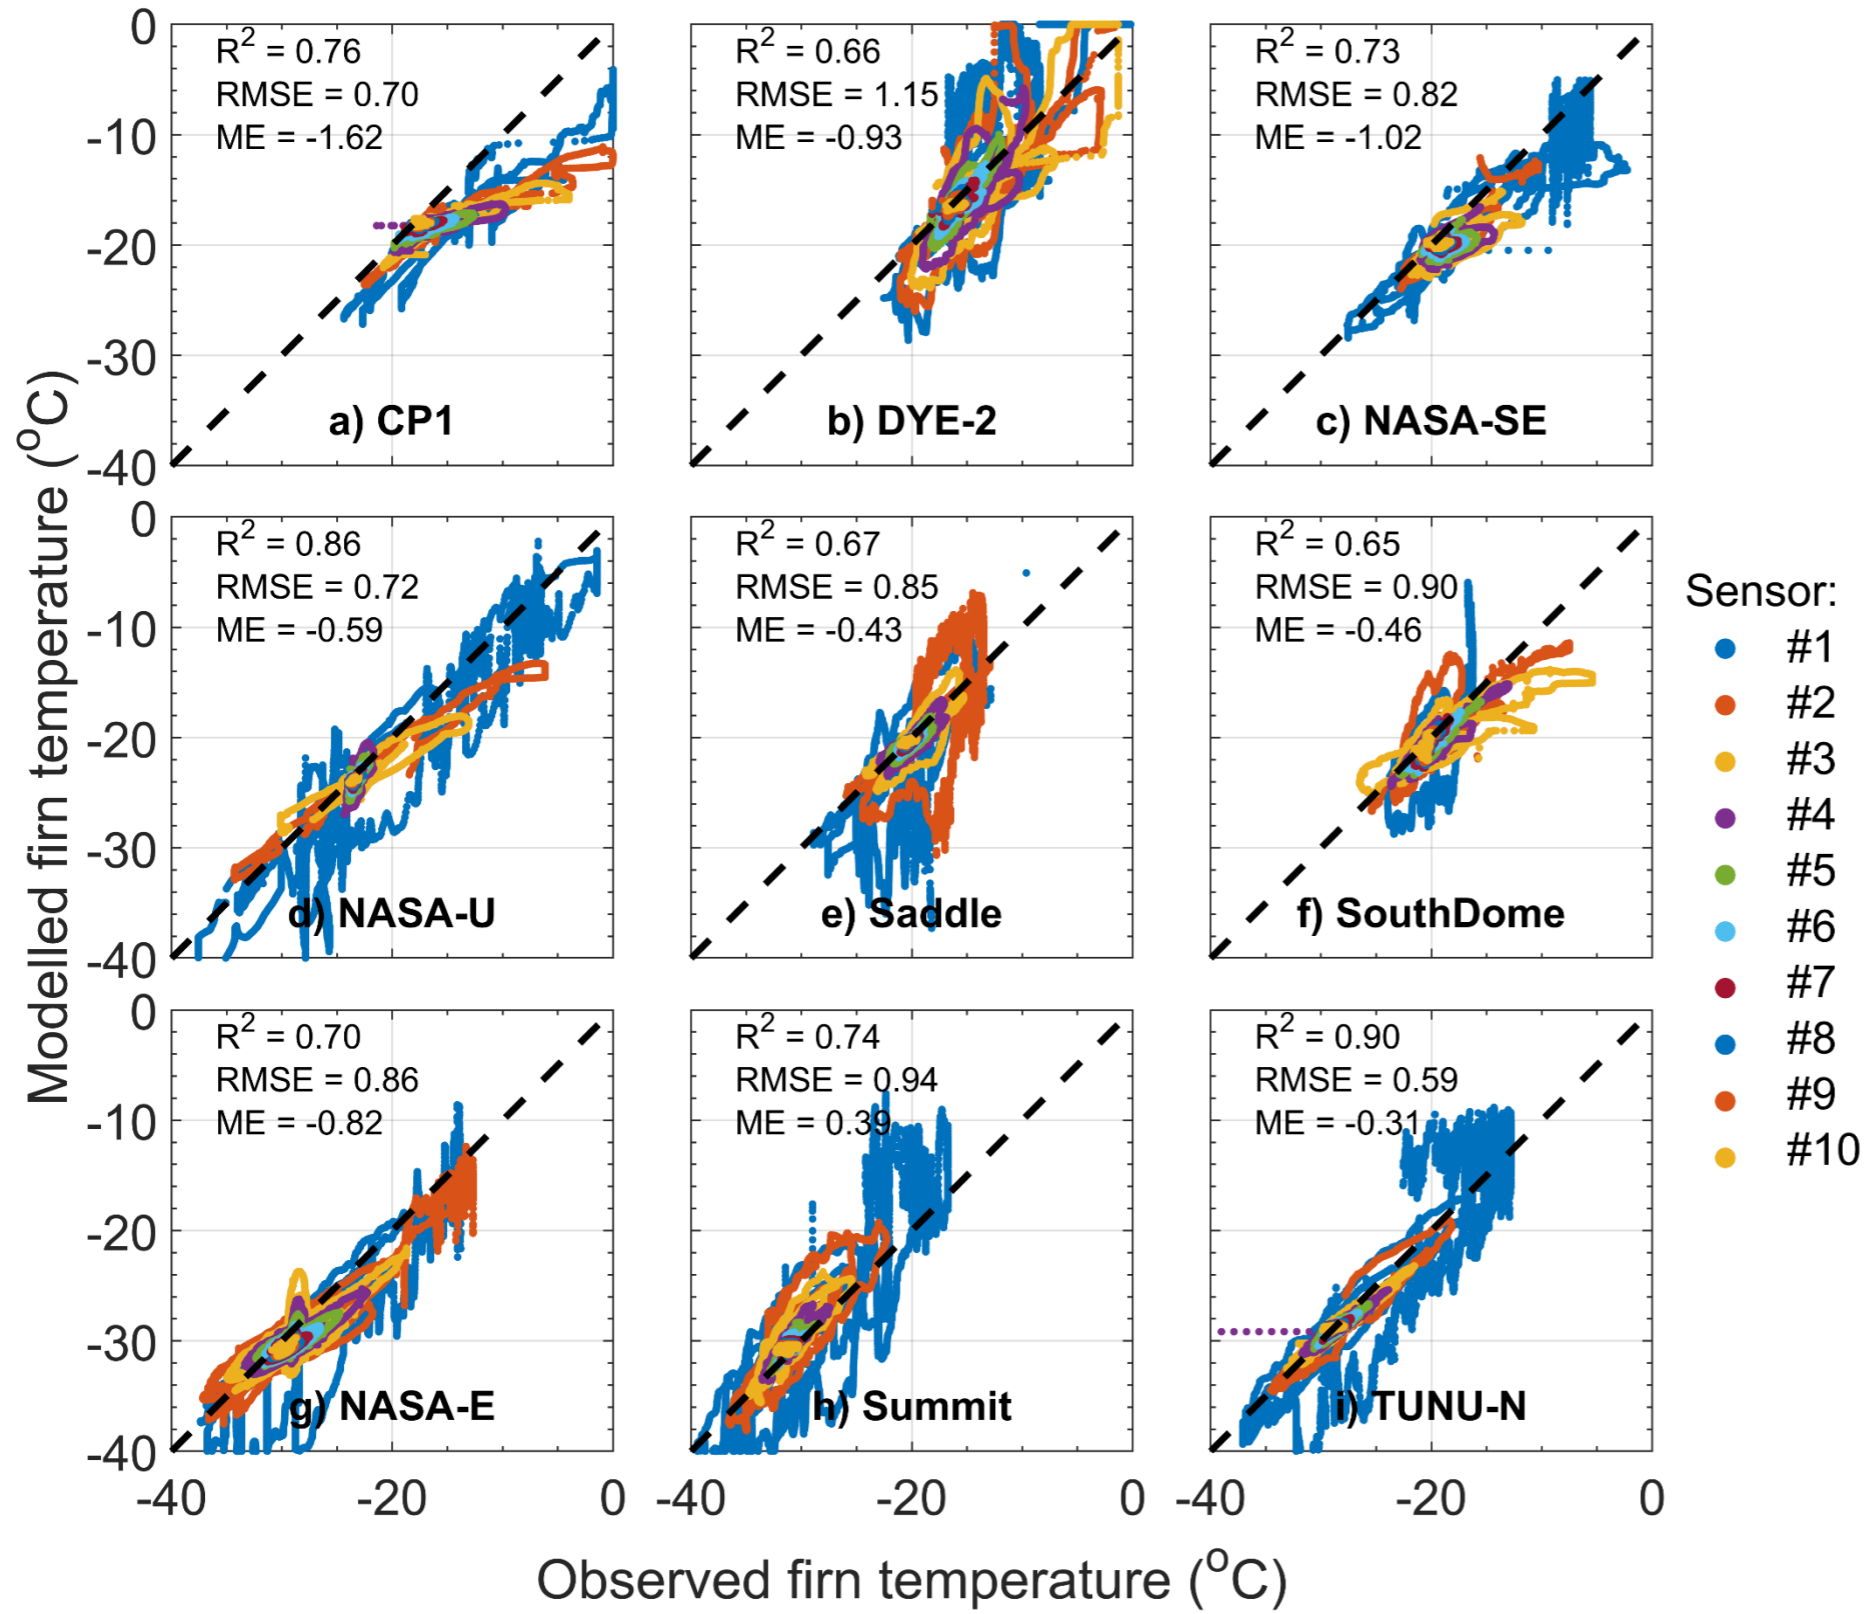 Modelled firn temperature (°C)
0
-10
-20
-30
-40
R² = 0.76
RMSE = 0.70
ME = -1.62
a) CP1
R² = 0.66
RMSE = 1.15
ME = -0.93
b) DYE-2
R² = 0.73
RMSE = 0.82
ME = -1.02
c) NASA-SE
0
-10
-20
-30
-40
R² = 0.86
RMSE = 0.72
ME = -0.59
d) NASA-U
R² = 0.67
RMSE = 0.85
ME = -0.43
e) Saddle
R² = 0.65
RMSE = 0.90
ME = -0.46
f) SouthDome
0
-10
-20
-30
-40
R² = 0.70
RMSE = 0.86
ME = -0.82
g) NASA-E
R² = 0.74
RMSE = 0.94
ME = 0.39
h) Summit
R² = 0.90
RMSE = 0.59
ME = -0.31
i) TUNU-N
-40 -20 0
-40 -20 0
-40 -20 0
Observed firn temperature (°C)
Sensor:
#1
#2
#3
#4
#5
#6
#7
#8
#9
#10